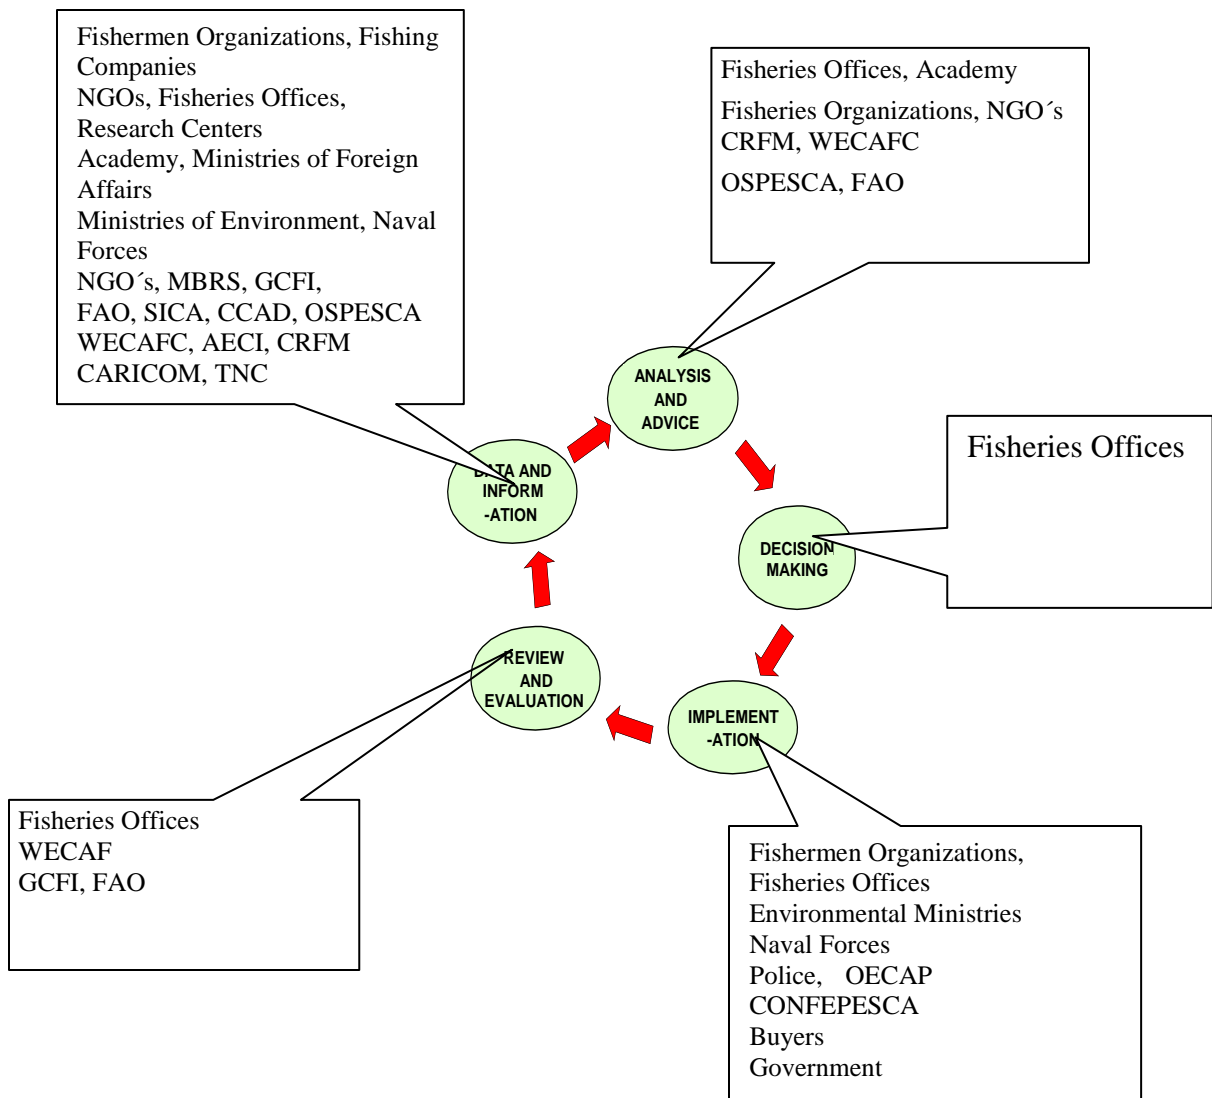 Fishermen Organizations, Fishing
Companies
NGOs, Fisheries Offices,
Research Centers
Academy, Ministries of Foreign
Affairs
Ministries of Environment, Naval
Forces
NGO´s, MBRS, GCFI,
FAO, SICA, CCAD, OSPESCA
WECAFC, AECI, CRFM
CARICOM, TNC
Fisheries Offices, Academy
Fisheries Organizations, NGO´s
CRFM, WECAFC
OSPESCA, FAO
ANALYSIS
AND
ADVICE
Fisheries Offices
DATA AND
INFORM
-ATION
DECISION
MAKING
REVIEW
AND
EVALUATION
IMPLEMENT
-ATION
Fisheries Offices
WECAF
GCFI, FAO
Fishermen Organizations,
Fisheries Offices
Environmental Ministries
Naval Forces
Police, OECAP
CONFEPESCA
Buyers
Government